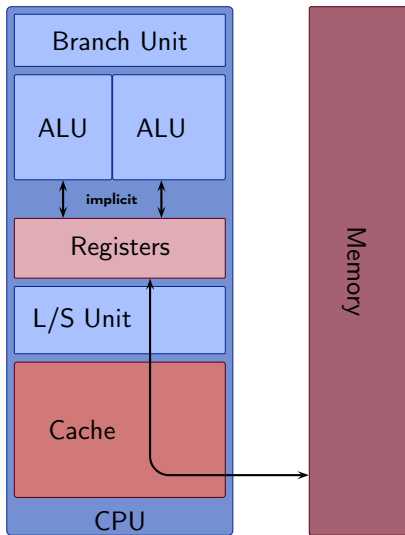 Branch Unit
ALU
ALU
implicit
Registers
L/S Unit
Cache
CPU
Memory